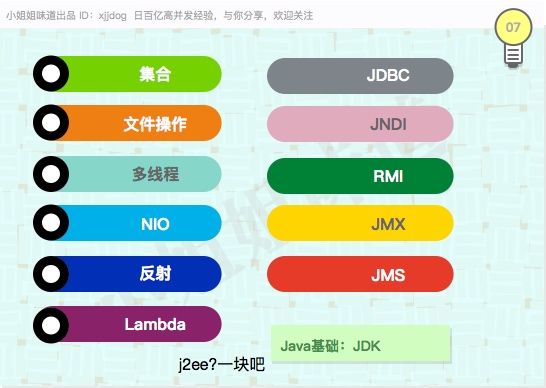 小姐姐味道出品 ID：xjjdog 日百亿高并发经验，与你分享，欢迎关注
07
集合
文件操作
多线程
NIO
反射
Lambda
JDBC
JNDI
RMI
JMX
JMS
Java基础：JDK
j2ee?一块吧